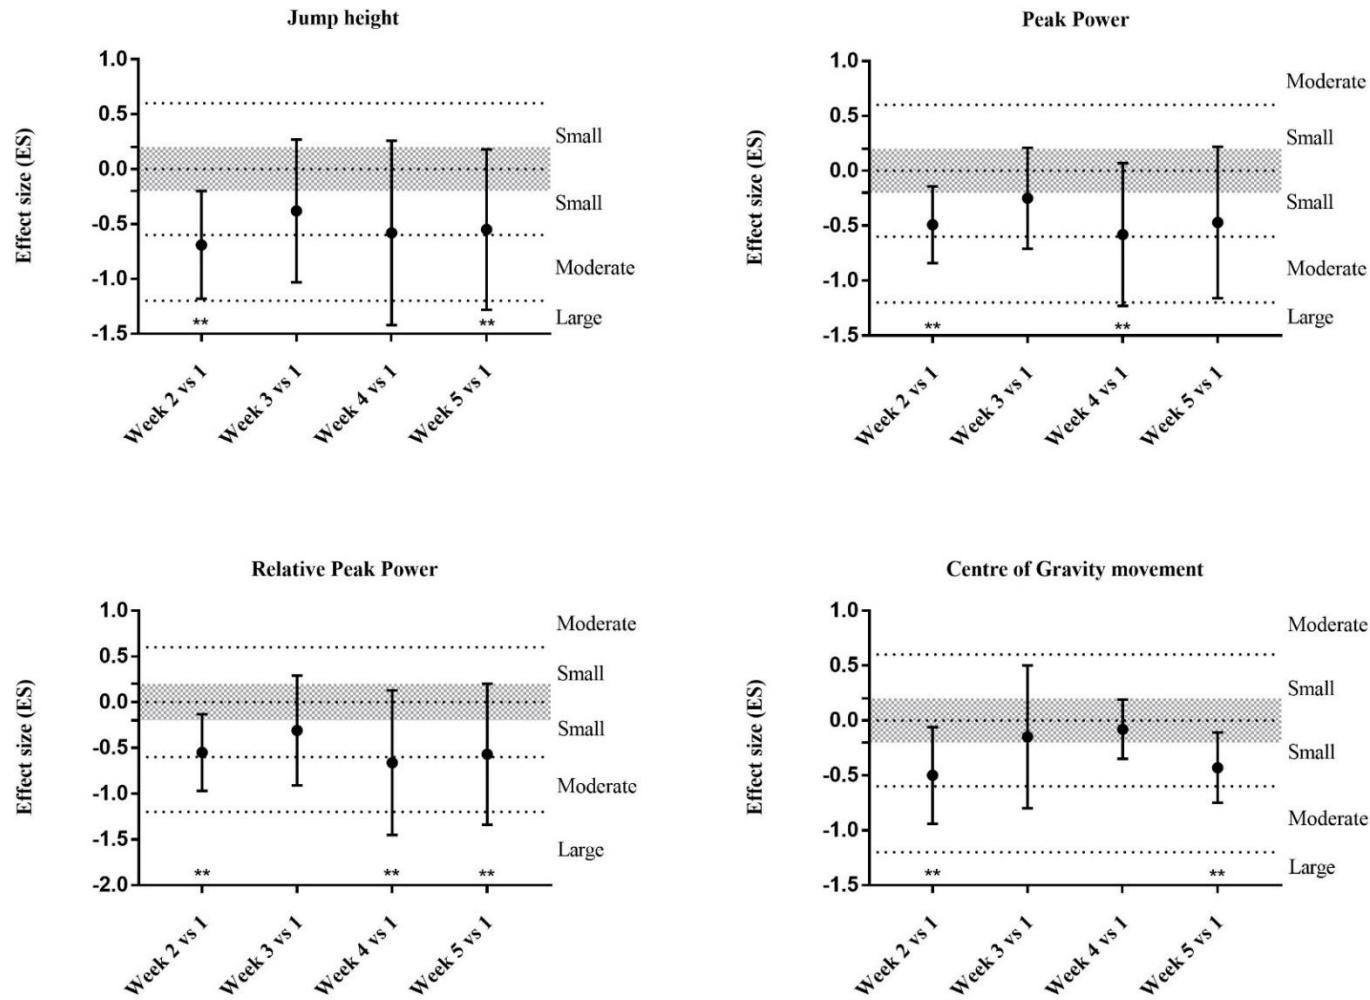 Jump height
Effect size (ES)
1.0
0.5
0.0
-0.5
-1.0
-1.5
Small
Small
Moderate
Large
**
**
Week 2 vs 1
Week 3 vs 1
Week 4 vs 1
Week 5 vs 1
Peak Power
Effect size (ES)
1.0
0.5
0.0
-0.5
-1.0
-1.5
Moderate
Small
Small
Moderate
Large
**
**
Week 2 vs 1
Week 3 vs 1
Week 4 vs 1
Week 5 vs 1
Relative Peak Power
Effect size (ES)
1.0
0.5
0.0
-0.5
-1.0
-1.5
-2.0
Moderate
Small
Small
Moderate
Large
**
**
**
Week 2 vs 1
Week 3 vs 1
Week 4 vs 1
Week 5 vs 1
Centre of Gravity movement
Effect size (ES)
1.0
0.5
0.0
-0.5
-1.0
-1.5
Moderate
Small
Small
Moderate
Large
**
**
Week 2 vs 1
Week 3 vs 1
Week 4 vs 1
Week 5 vs 1